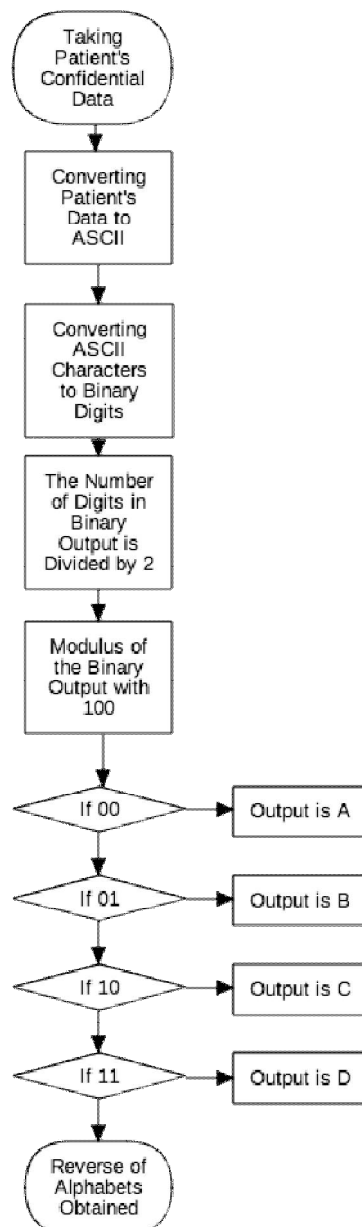 Taking
Patient's
Confidential
Data
Converting
Patient's
Data to
ASCII
Converting
ASCII
Characters
to Binary
Digits
The Number
of Digits in
Binary
Output is
Divided by 2
Modulus of
the Binary
Output with
100
If 00
Output is A
If 01
Output is B
If 10
Output is C
If 11
Output is D
Reverse of
Alphabets
Obtained